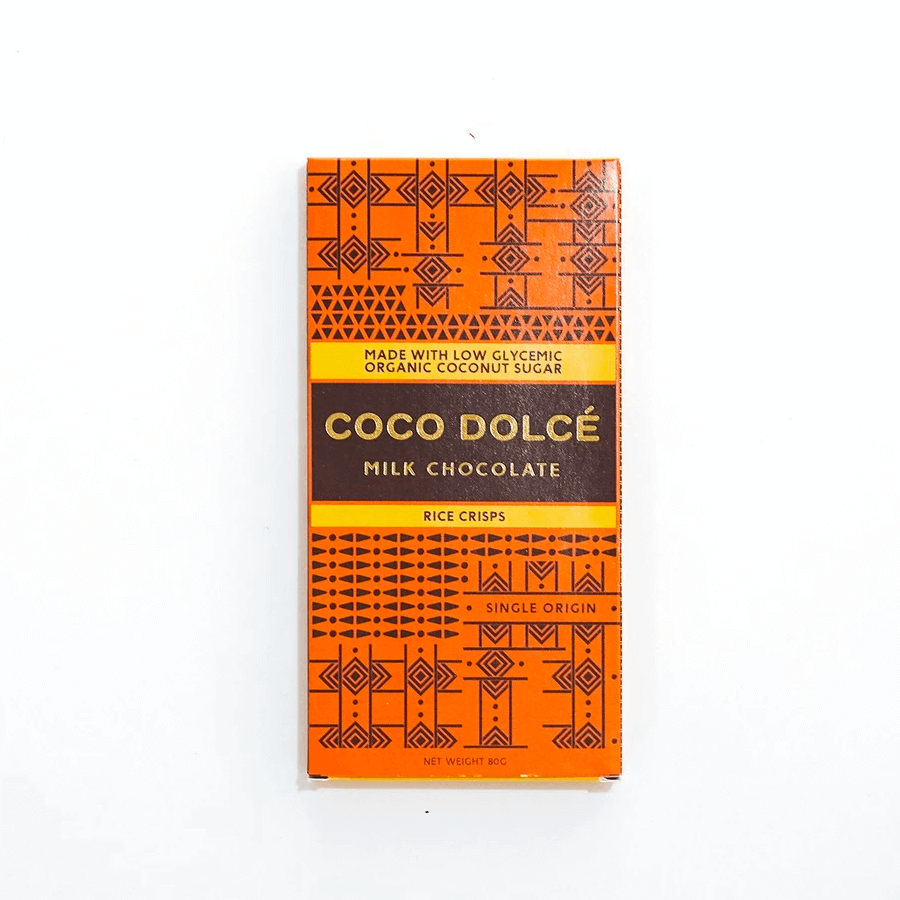 MADE WITH LOW GLYCEMIC
ORGANIC COCONUT SUGAR
COCO DOLCÉ
MILK CHOCOLATE
RICE CRISPS
SINGLE ORIGIN
NET WEIGHT 80G